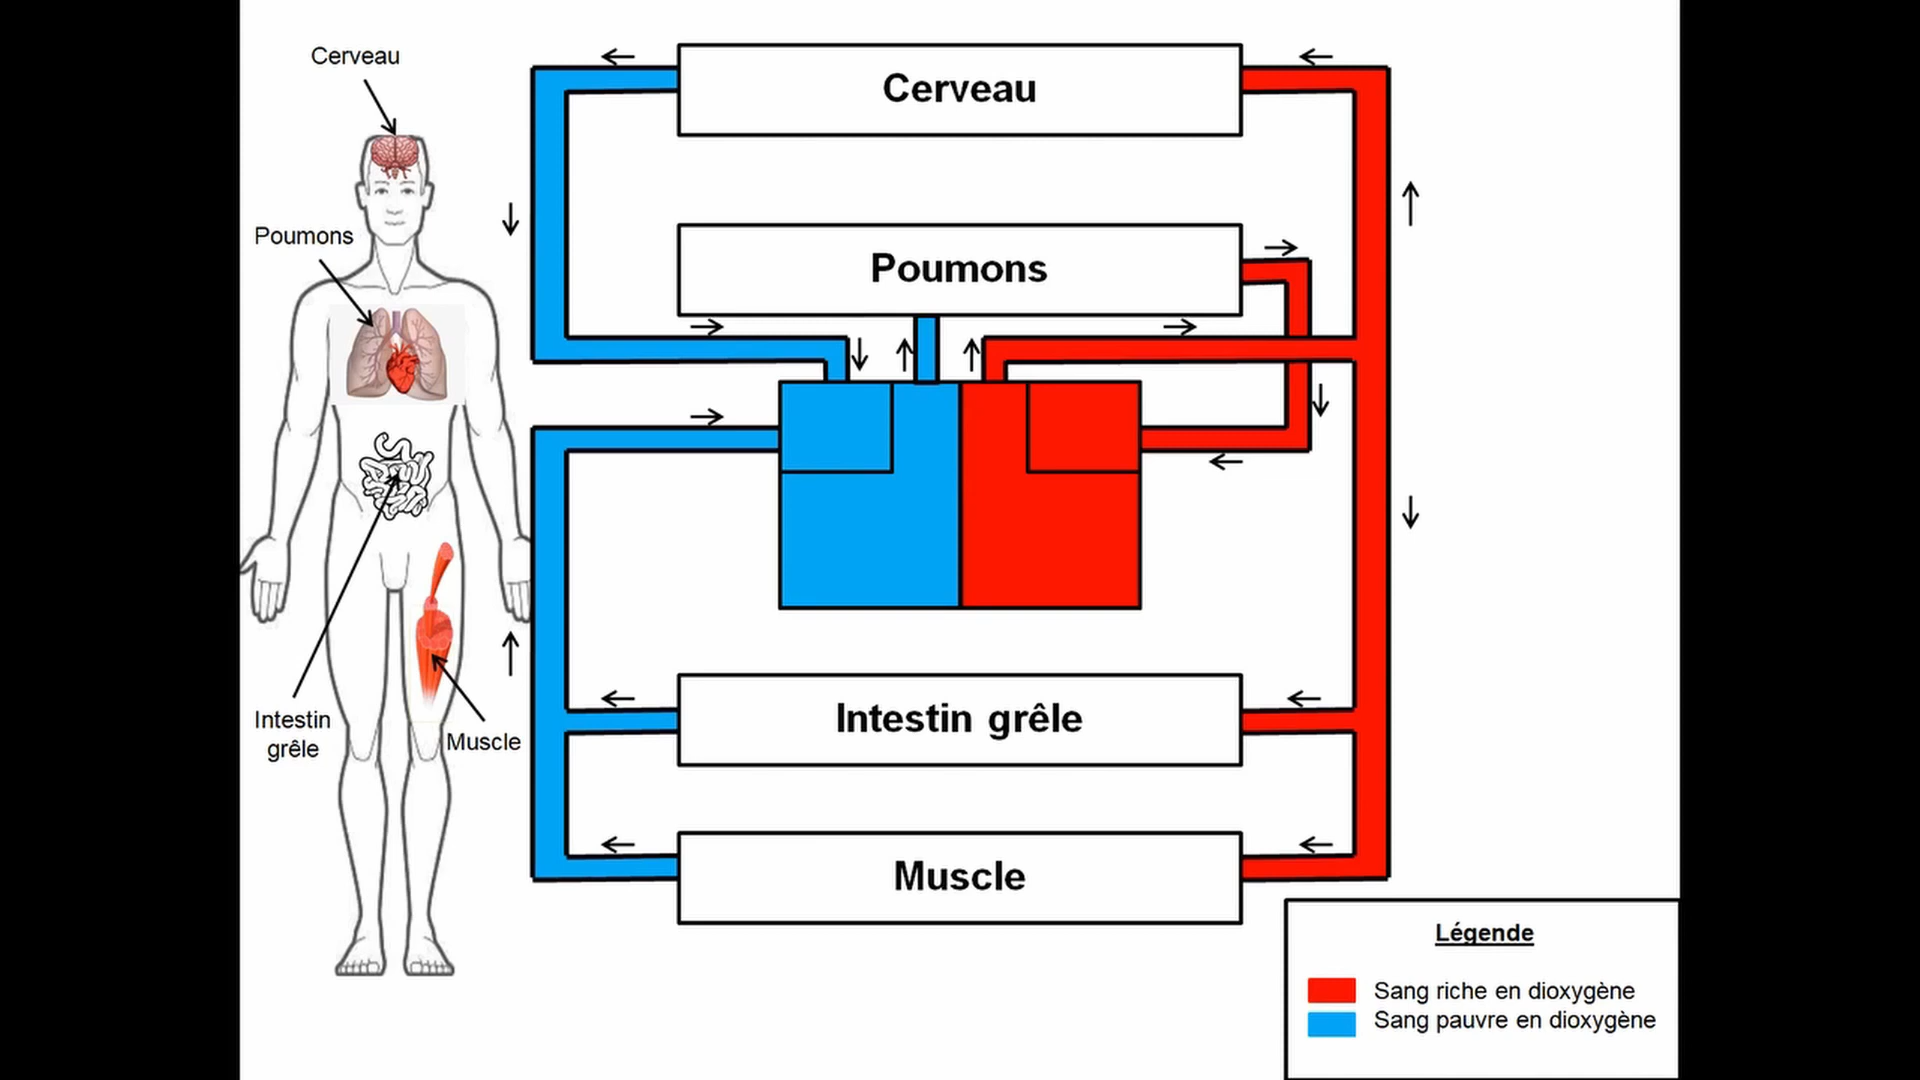 Cerveau
Poumons
Intestin
grêle
Muscle
Cerveau
Poumons
Intestin grêle
Muscle
Légende
Sang riche en dioxygène
Sang pauvre en dioxygène